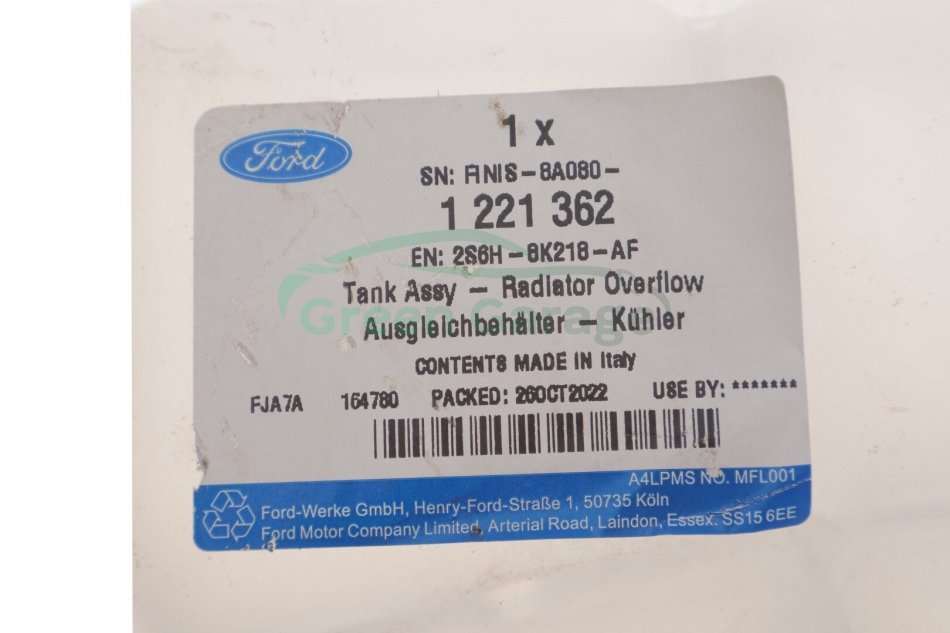 Ford
1 x
SN: FINIS-8A080-
1 221 362
EN: 2S6H-8K218-AF
Tank Assy - Radiator Overflow
Green Garage
Ausgleichbehälter - Kühler
CONTENTS MADE IN Italy
FJA7A 164780 PACKED: 26OCT2022 USE BY: *******
A4LPMS NO. MFL001
Ford-Werke GmbH, Henry-Ford-Straße 1, 50735 Köln
Ford Motor Company Limited, Arterial Road, Laindon, Essex. SS15 6EE